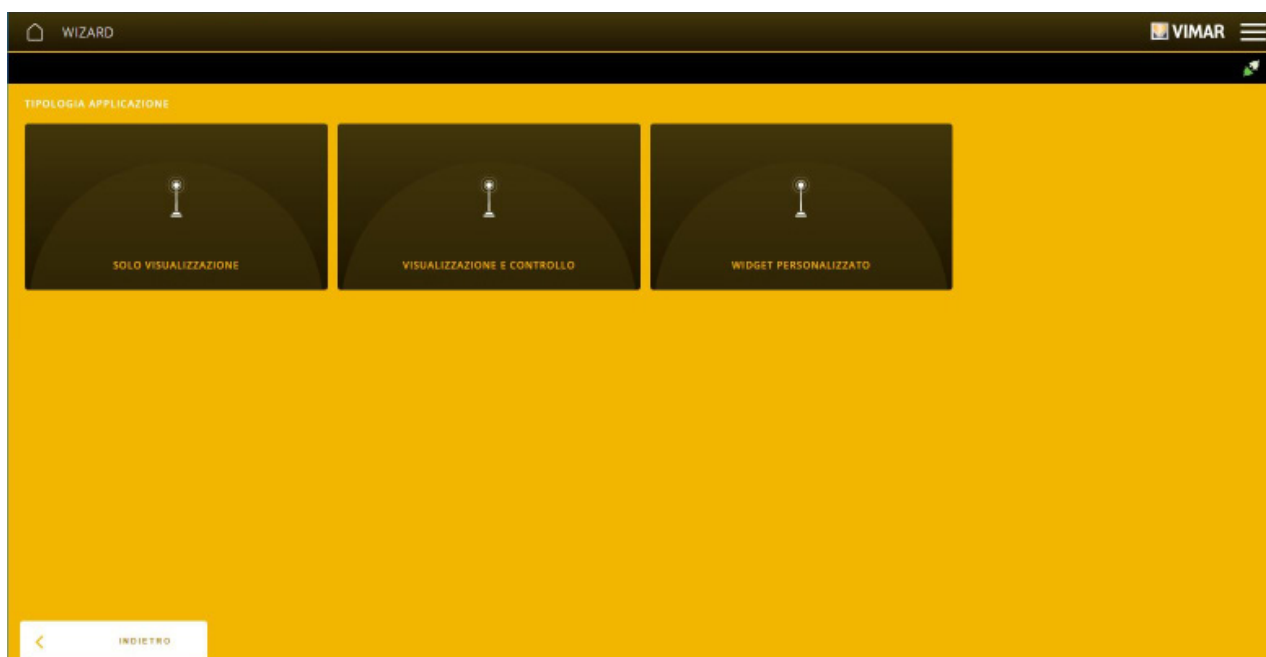 WIZARD
VIMAR
TIPOLOGIA APPLICAZIONE
SOLO VISUALIZZAZIONE
VISUALIZZAZIONE E CONTROLLO
WIDGET PERSONALIZZATO
INDIETRO